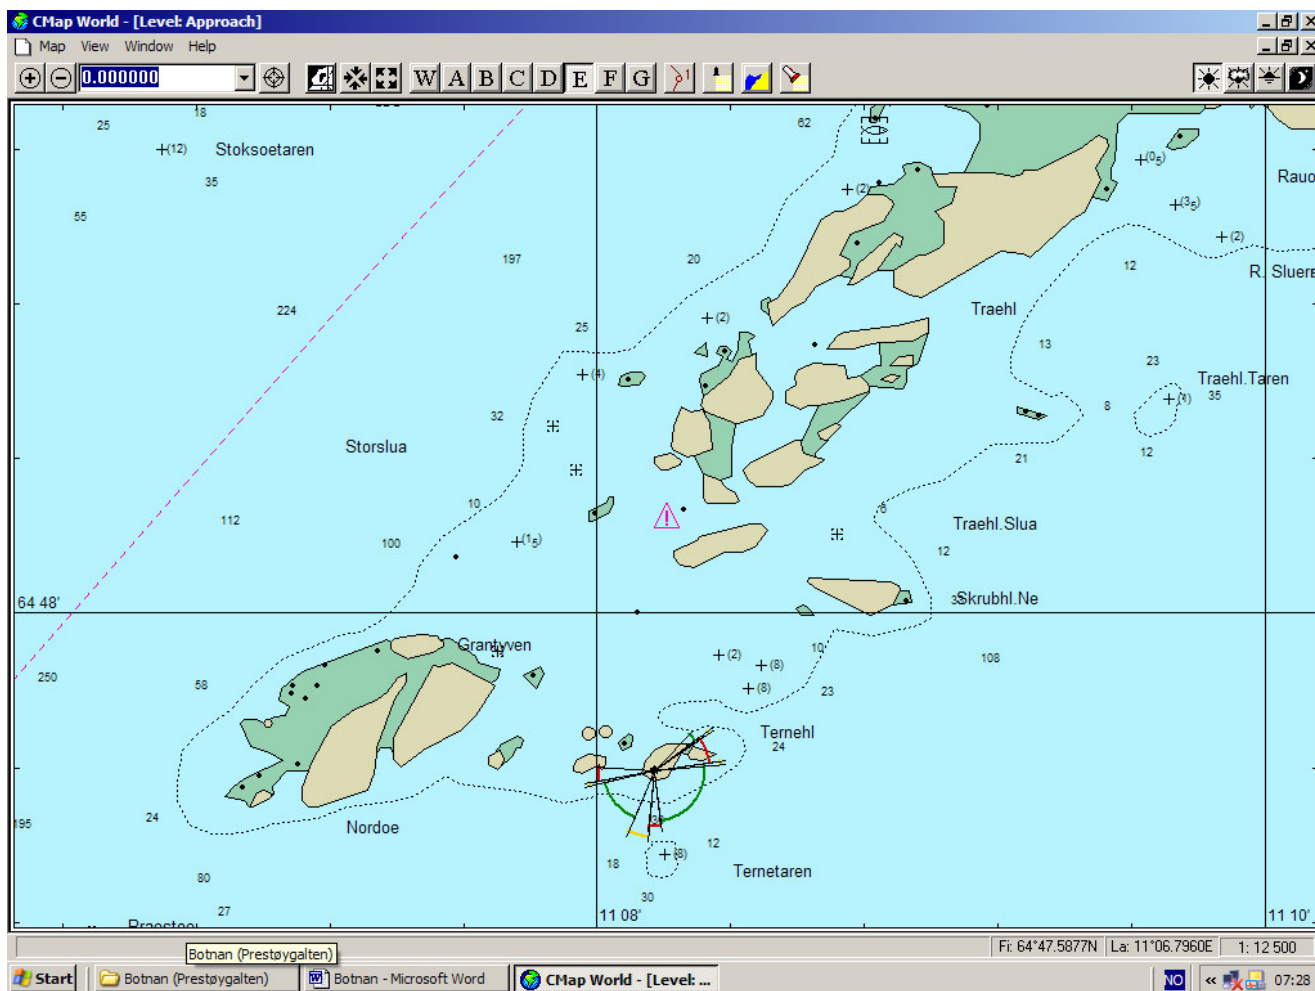 CMap World - [Level: Approach]
Map View Window Help
0.000000
W A B C D E F G
18
25
(12) Stoksoetaren
35
55
62
(2)
(0₅)
Rauo
(3₅)
(2)
197
20
12
R. Sluere
224
25
(2)
Traehl
13
23
(4)
Traehl.Taren
(4) 35
32
8
Storslua
12
21
10
6
112
100
(1₅)
Traehl.Slua
12
64 48'
Skrubhl.Ne
Grantyven
10
(2)
(8)
108
250
58
(8)
23
Ternehl
24
195
24
Nordoe
12
18
(8)
Ternetaren
80
30
27
11 08'
11 10'
Botnan (Prestøygalten)
Fi: 64°47.5877N La: 11°06.7960E 1: 12 500
Start Botnan (Prestøygalten) Botnan - Microsoft Word CMap World - [Level: ... NO « 07:28